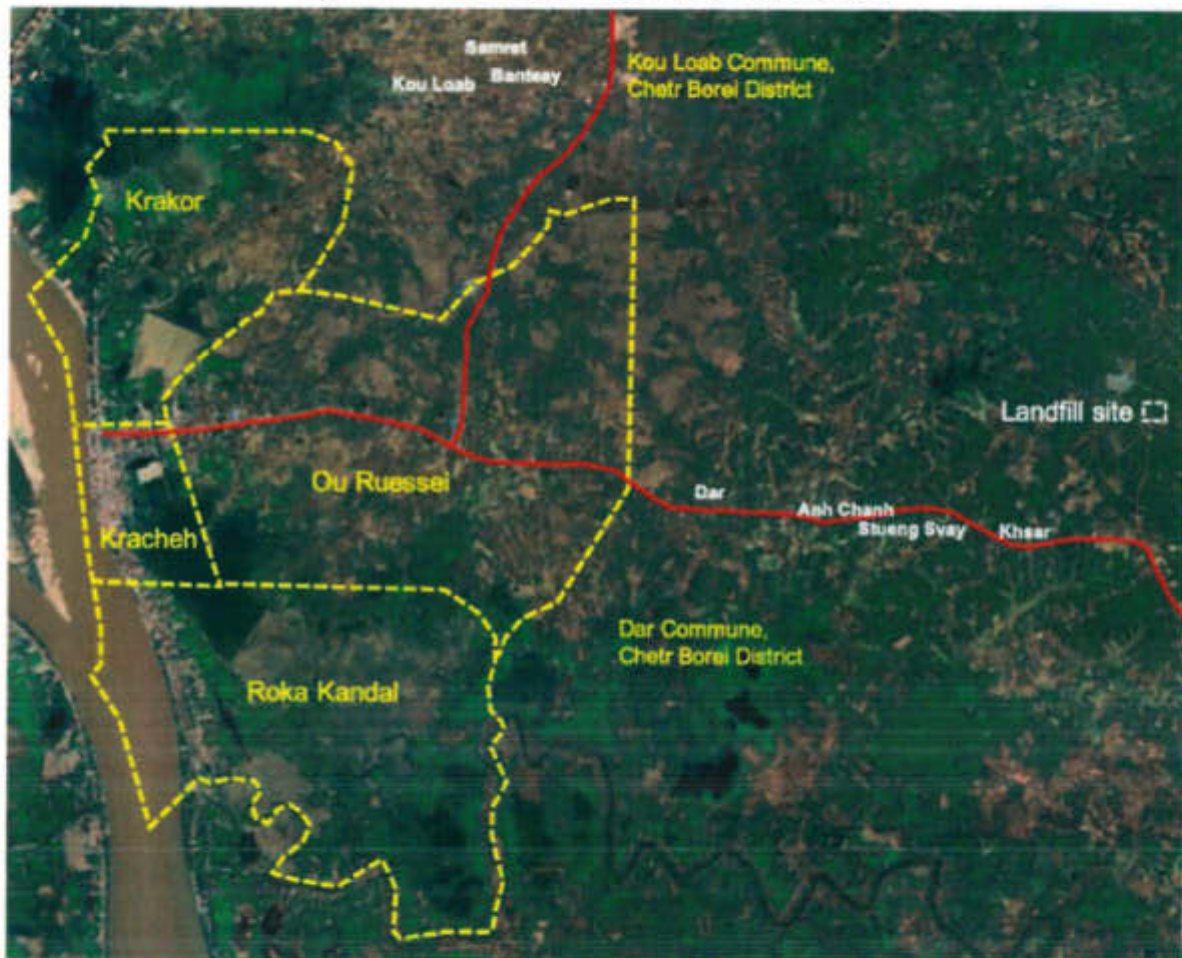 Samret
Kou Loab
Banteay
Kou Loab Commune,
Chetr Borei District
Krakor
Landfill site
Ou Ruessei
Dar
Anh Chanh
Stueng Svay
Khsar
Kracheh
Dar Commune,
Chetr Borei District
Roka Kandal